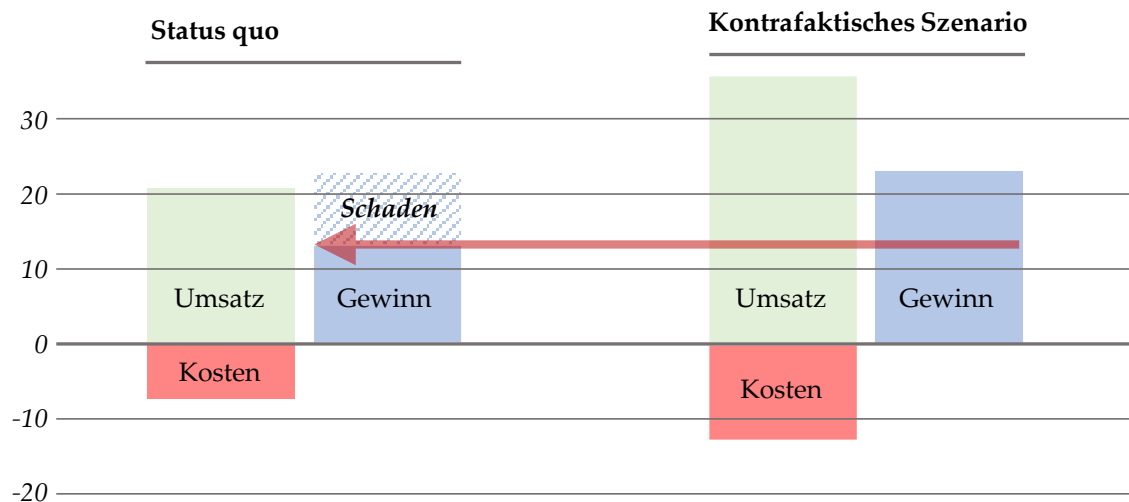 Status quo
Kontrafaktisches Szenario
30
20
Schaden
10
Umsatz Gewinn Umsatz Gewinn
0
Kosten Kosten
-10
-20